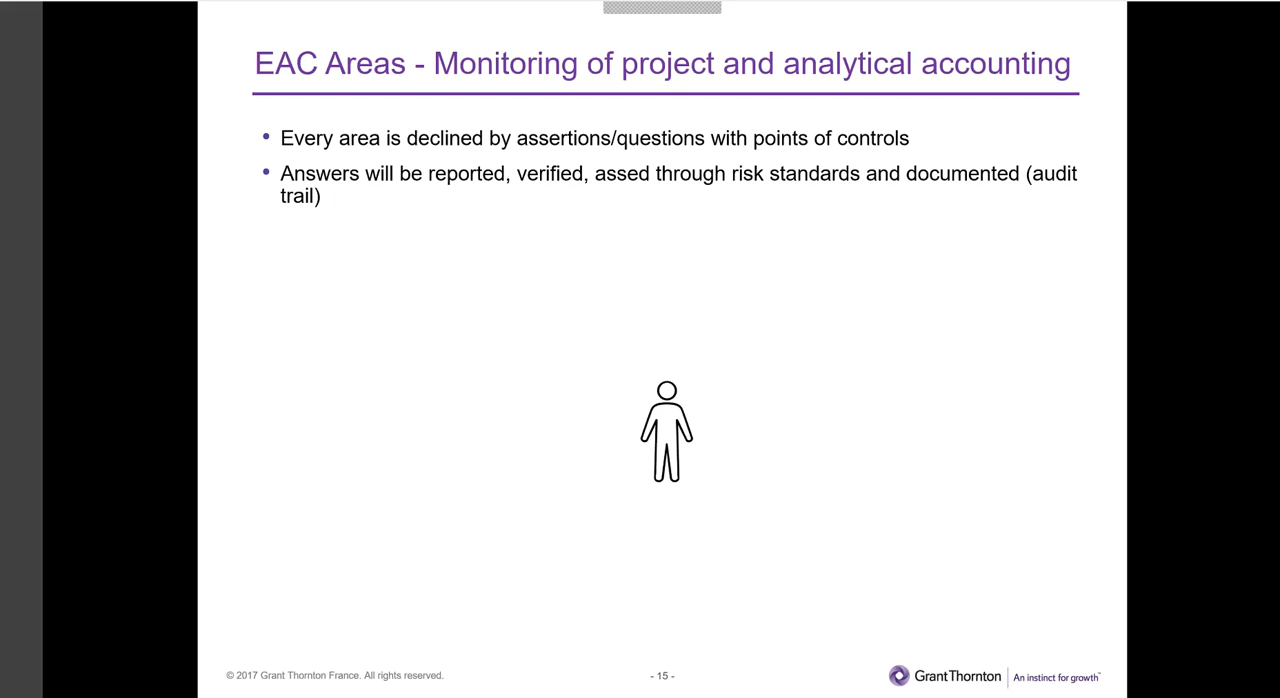 EAC Areas - Monitoring of project and analytical accounting
• Every area is declined by assertions/questions with points of controls
• Answers will be reported, verified, assed through risk standards and documented (audit
trail)
© 2017 Grant Thornton France. All rights reserved.
- 15 -
GrantThornton
An instinct for growth™